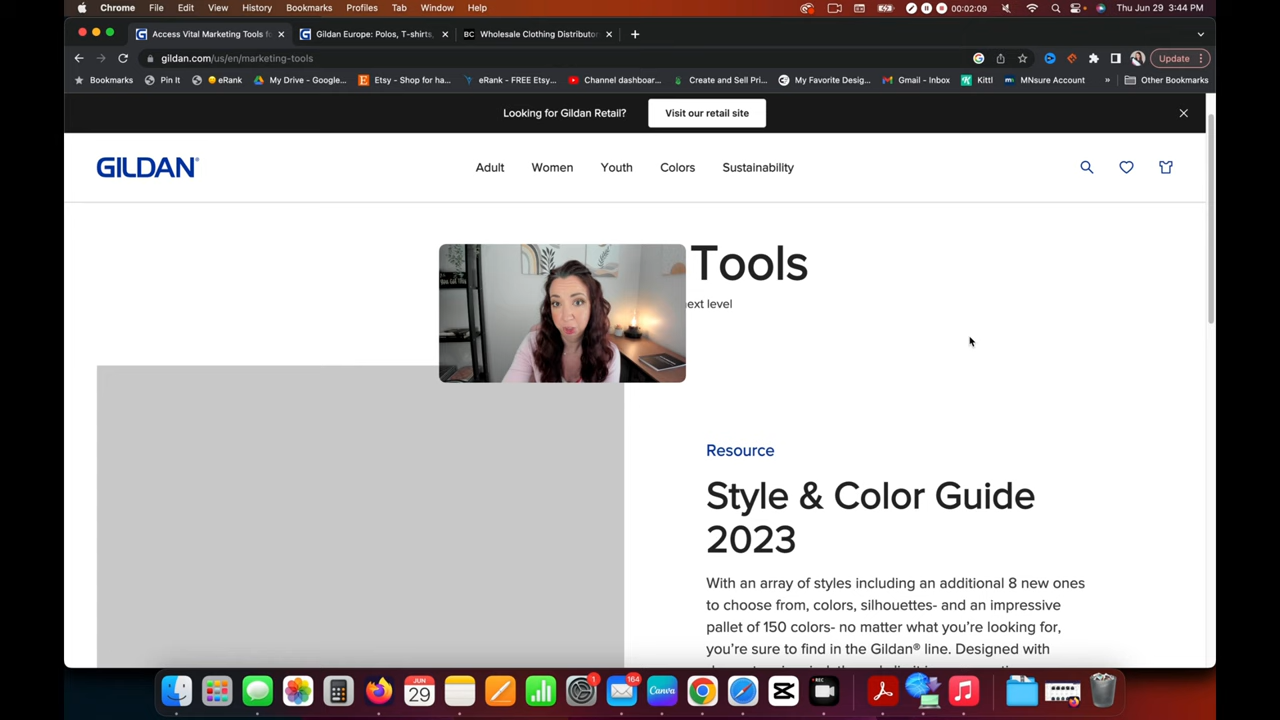 Chrome File Edit View History Bookmarks Profiles Tab Window Help 00:02:09 Thu Jun 29 3:44 PM
Access Vital Marketing Tools fo Gildan Europe: Polos, T-shirts, BC Wholesale Clothing Distributor
gildan.com/us/en/marketing-tools Update
Bookmarks Pin It eRank My Drive - Google... Etsy - Shop for ha... eRank - FREE Etsy... Channel dashboar... Create and Sell Pri... My Favorite Desig... Gmail - Inbox Kittl MNsure Account » Other Bookmarks
Looking for Gildan Retail? Visit our retail site
GILDAN® Adult Women Youth Colors Sustainability
Tools
ext level
Resource
Style & Color Guide
2023
With an array of styles including an additional 8 new ones
to choose from, colors, silhouettes- and an impressive
pallet of 150 colors- no matter what you're looking for,
you're sure to find in the Gildan® line. Designed with
JUN
29
1
164
Canva
REC